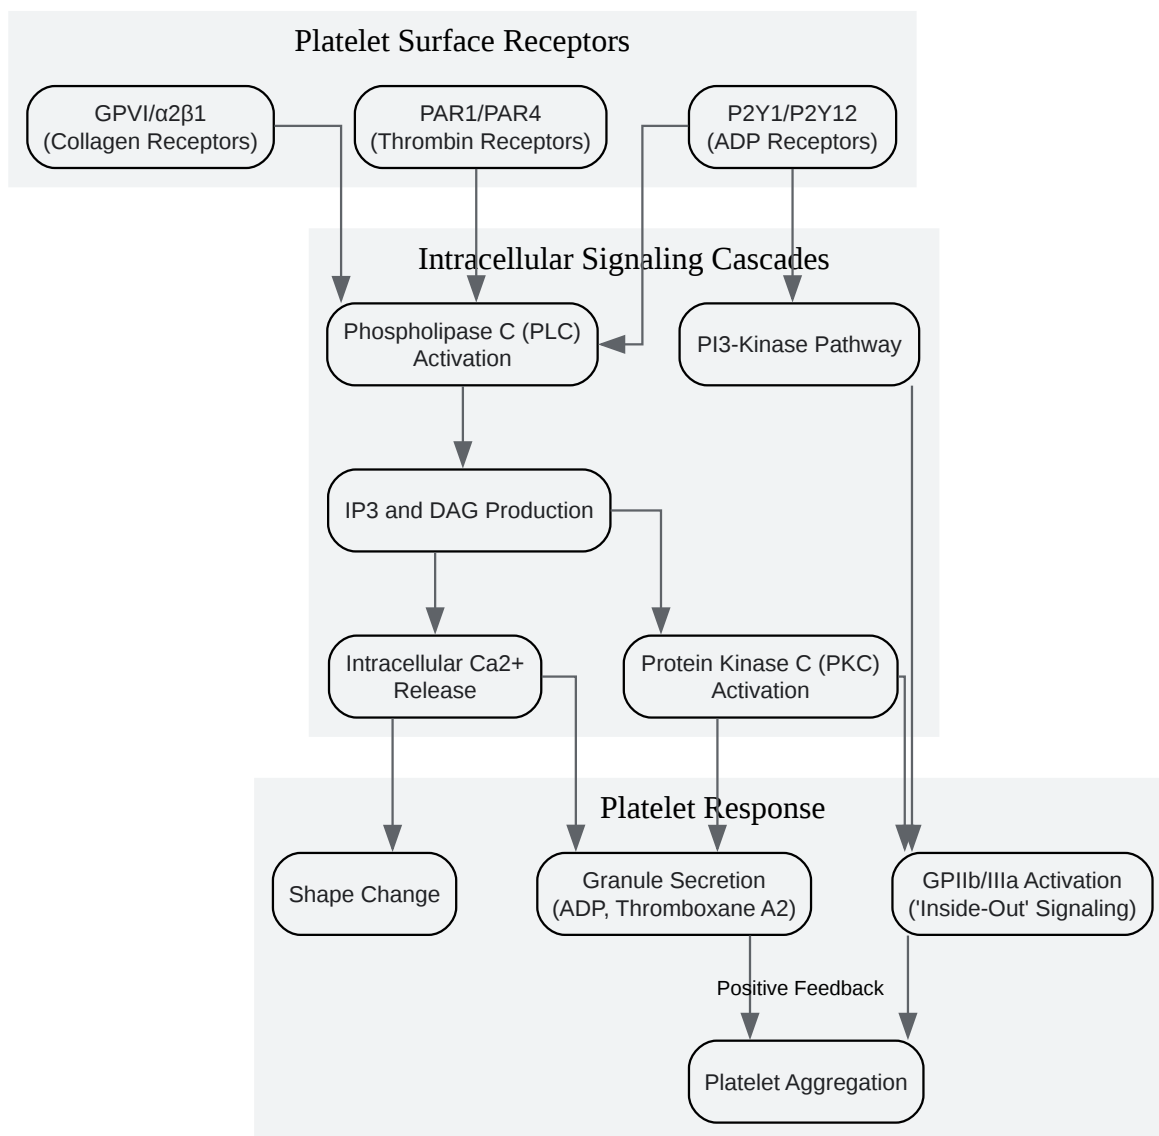 Platelet Surface Receptors
GPVI/α2β1
(Collagen Receptors)
PAR1/PAR4
(Thrombin Receptors)
P2Y1/P2Y12
(ADP Receptors)
Intracellular Signaling Cascades
Phospholipase C (PLC)
Activation
PI3-Kinase Pathway
IP3 and DAG Production
Intracellular Ca2+
Release
Protein Kinase C (PKC)
Activation
Platelet Response
Shape Change
Granule Secretion
(ADP, Thromboxane A2)
GPIIb/IIIa Activation
('Inside-Out' Signaling)
Positive Feedback
Platelet Aggregation